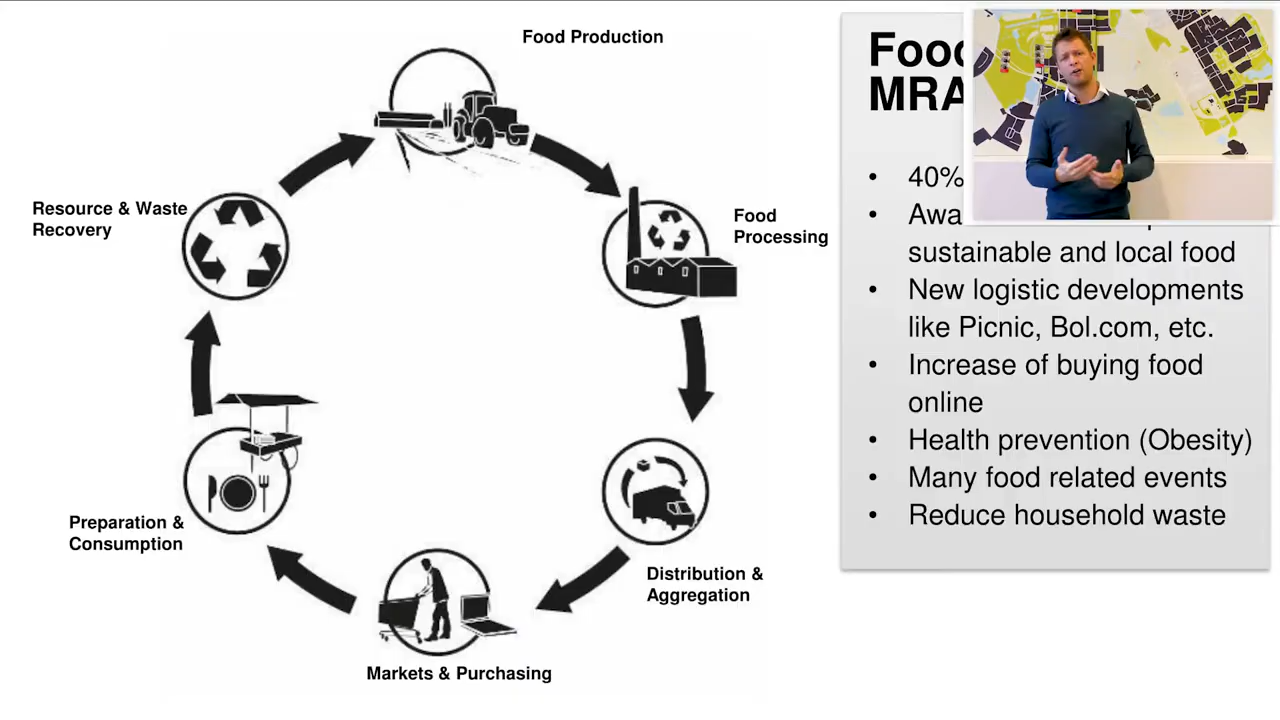 Food Production
Resource & Waste
Recovery
Food
Processing
Preparation &
Consumption
Distribution &
Aggregation
Markets & Purchasing
MRA
• 40%
•
sustainable and local food
• New logistic developments
like Picnic, Bol.com, etc.
• Increase of buying food
online
• Health prevention (Obesity)
• Many food related events
• Reduce household waste